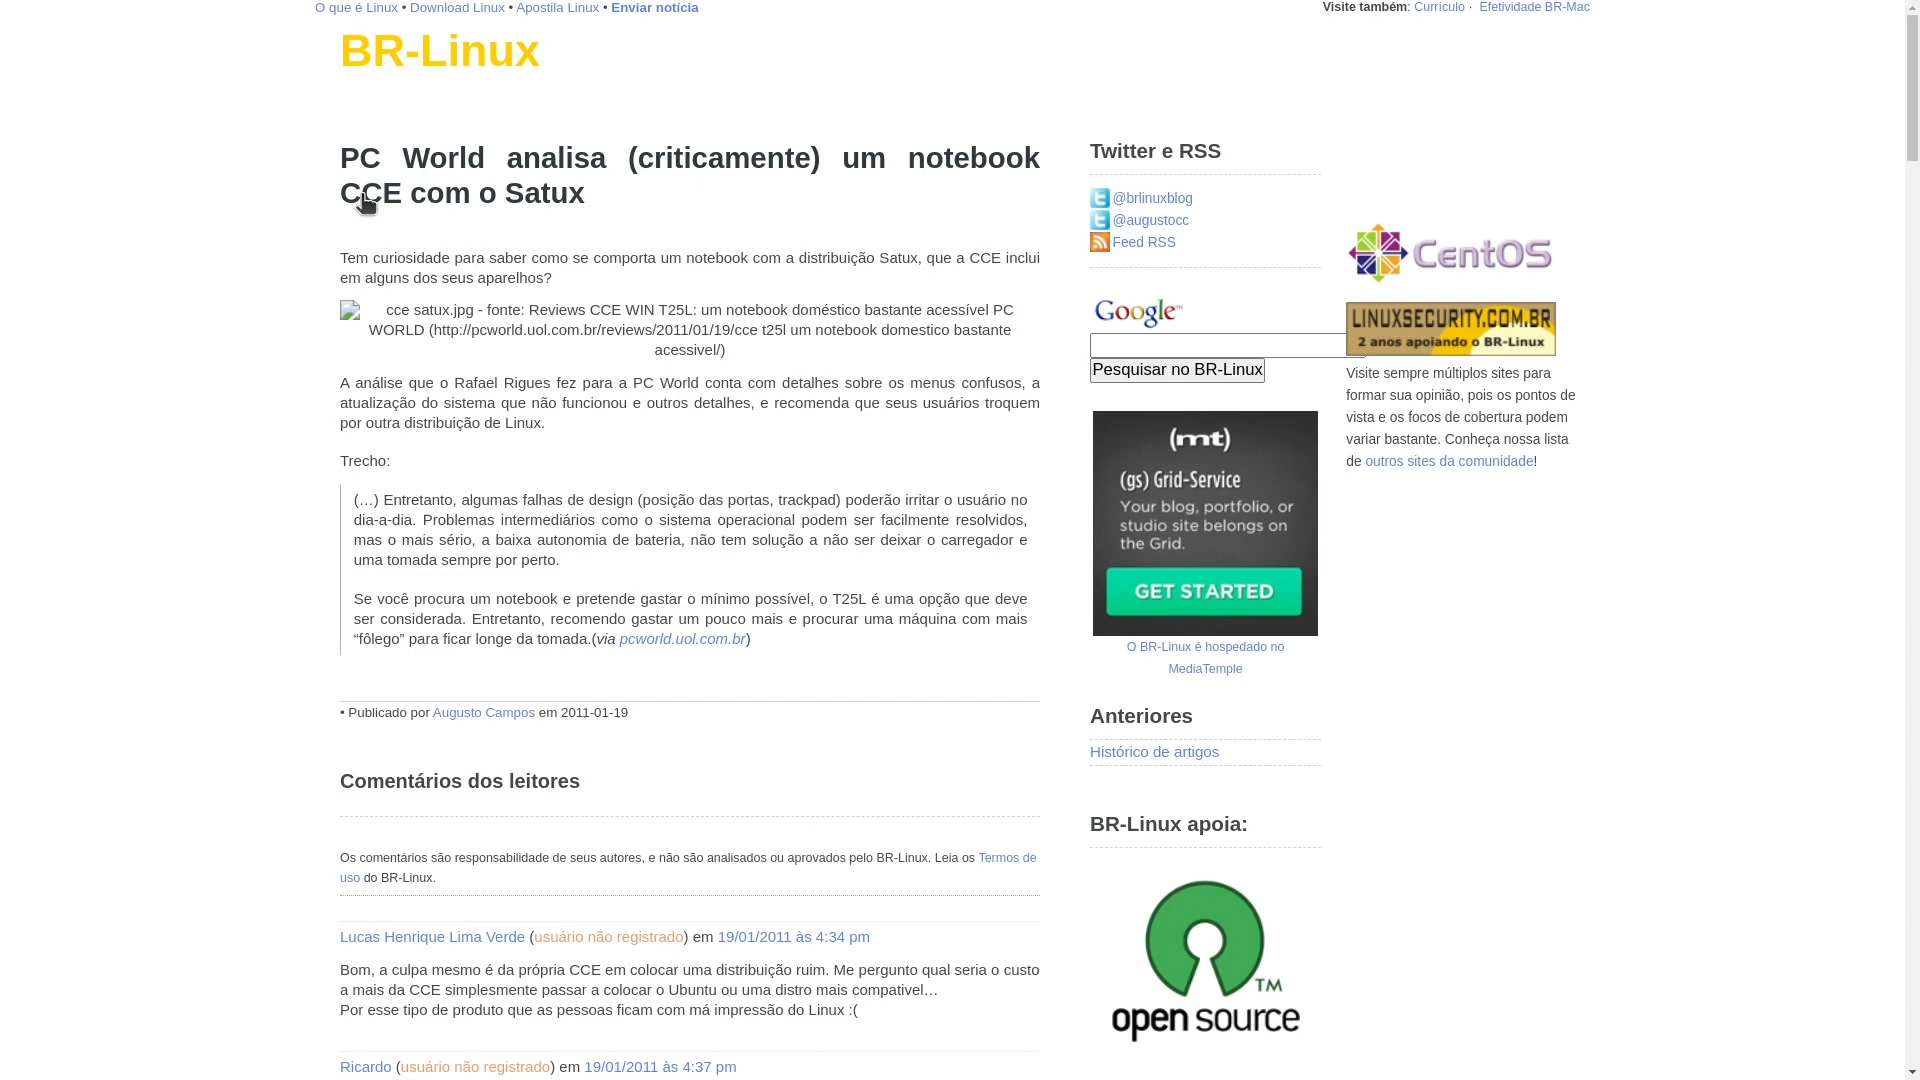 O que é Linux • Download Linux • Apostila Linux • Enviar notícia
Visite também: Currículo · Efetividade BR-Mac
BR-Linux
PC World analisa (criticamente) um notebook
CCE com o Satux
Tem curiosidade para saber como se comporta um notebook com a distribuição Satux, que a CCE inclui
em alguns dos seus aparelhos?
cce satux.jpg - fonte: Reviews CCE WIN T25L: um notebook doméstico bastante acessível PC
WORLD (http://pcworld.uol.com.br/reviews/2011/01/19/cce t25l um notebook domestico bastante
acessivel/)
A análise que o Rafael Rigues fez para a PC World conta com detalhes sobre os menus confusos, a
atualização do sistema que não funcionou e outros detalhes, e recomenda que seus usuários troquem
por outra distribuição de Linux.
Trecho:
(…) Entretanto, algumas falhas de design (posição das portas, trackpad) poderão irritar o usuário no
dia-a-dia. Problemas intermediários como o sistema operacional podem ser facilmente resolvidos,
mas o mais sério, a baixa autonomia de bateria, não tem solução a não ser deixar o carregador e
uma tomada sempre por perto.
Se você procura um notebook e pretende gastar o mínimo possível, o T25L é uma opção que deve
ser considerada. Entretanto, recomendo gastar um pouco mais e procurar uma máquina com mais
“fôlego” para ficar longe da tomada.(via pcworld.uol.com.br)
• Publicado por Augusto Campos em 2011-01-19
Comentários dos leitores
Os comentários são responsabilidade de seus autores, e não são analisados ou aprovados pelo BR-Linux. Leia os Termos de
uso do BR-Linux.
Lucas Henrique Lima Verde (usuário não registrado) em 19/01/2011 às 4:34 pm
Bom, a culpa mesmo é da própria CCE em colocar uma distribuição ruim. Me pergunto qual seria o custo
a mais da CCE simplesmente passar a colocar o Ubuntu ou uma distro mais compativel…
Por esse tipo de produto que as pessoas ficam com má impressão do Linux :(
Ricardo (usuário não registrado) em 19/01/2011 às 4:37 pm
Twitter e RSS
@brlinuxblog
@augustocc
Feed RSS
Google™
Pesquisar no BR-Linux
(mt)
(gs) Grid-Service
Your blog, portfolio, or
studio site belongs on
the Grid.
GET STARTED
O BR-Linux é hospedado no
MediaTemple
Anteriores
Histórico de artigos
BR-Linux apoia:
TM
open source
CentOS
LINUXSECURITY.COM.BR
2 anos apoiando o BR-Linux
Visite sempre múltiplos sites para
formar sua opinião, pois os pontos de
vista e os focos de cobertura podem
variar bastante. Conheça nossa lista
de outros sites da comunidade!